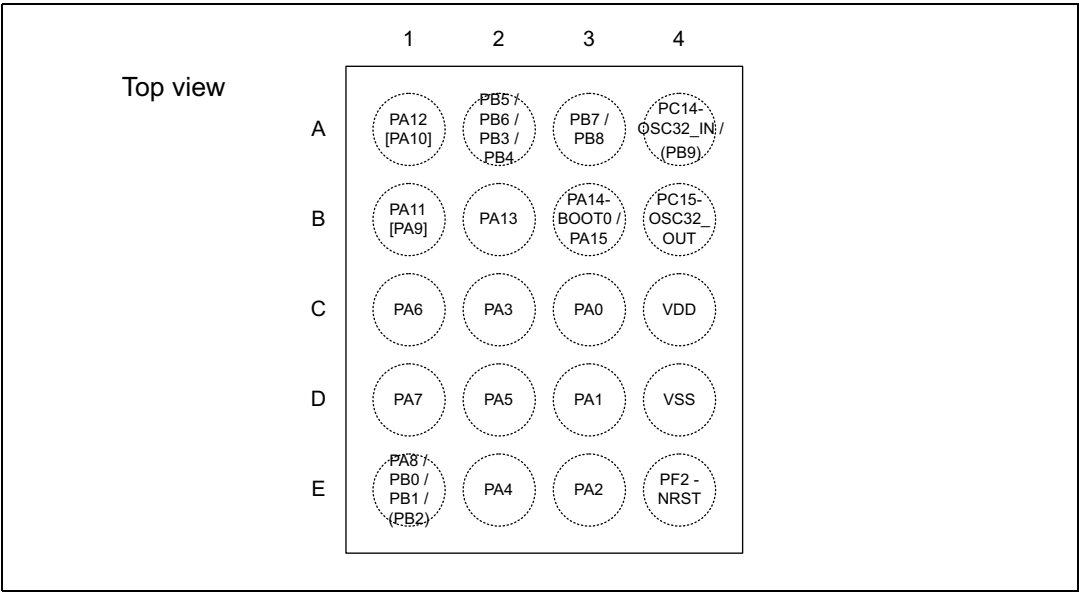 1 2 3 4
Top view
A
PA12
[PA10]
PB5 /
PB6 /
PB3 /
PB4
PB7 /
PB8
PC14-
OSC32_IN /
(PB9)
B
PA11
[PA9]
PA13
PA14-
BOOT0 /
PA15
PC15-
OSC32_
OUT
C
PA6
PA3
PA0
VDD
D
PA7
PA5
PA1
VSS
E
PA8 /
PB0 /
PB1 /
(PB2)
PA4
PA2
PF2 -
NRST